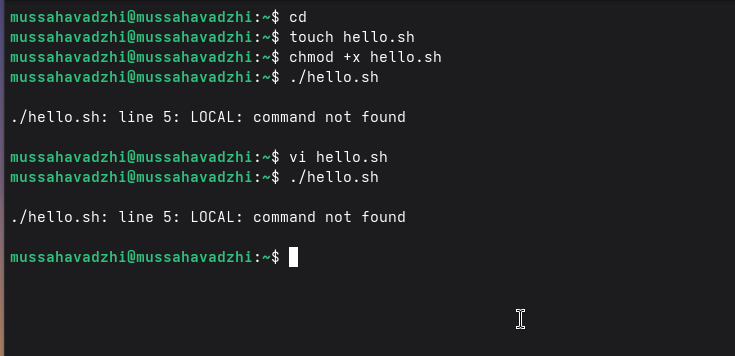 mussahavadzhi@mussahavadzhi:~$ cd
mussahavadzhi@mussahavadzhi:~$ touch hello.sh
mussahavadzhi@mussahavadzhi:~$ chmod +x hello.sh
mussahavadzhi@mussahavadzhi:~$ ./hello.sh
./hello.sh: line 5: LOCAL: command not found
mussahavadzhi@mussahavadzhi:~$ vi hello.sh
mussahavadzhi@mussahavadzhi:~$ ./hello.sh
./hello.sh: line 5: LOCAL: command not found
mussahavadzhi@mussahavadzhi:~$